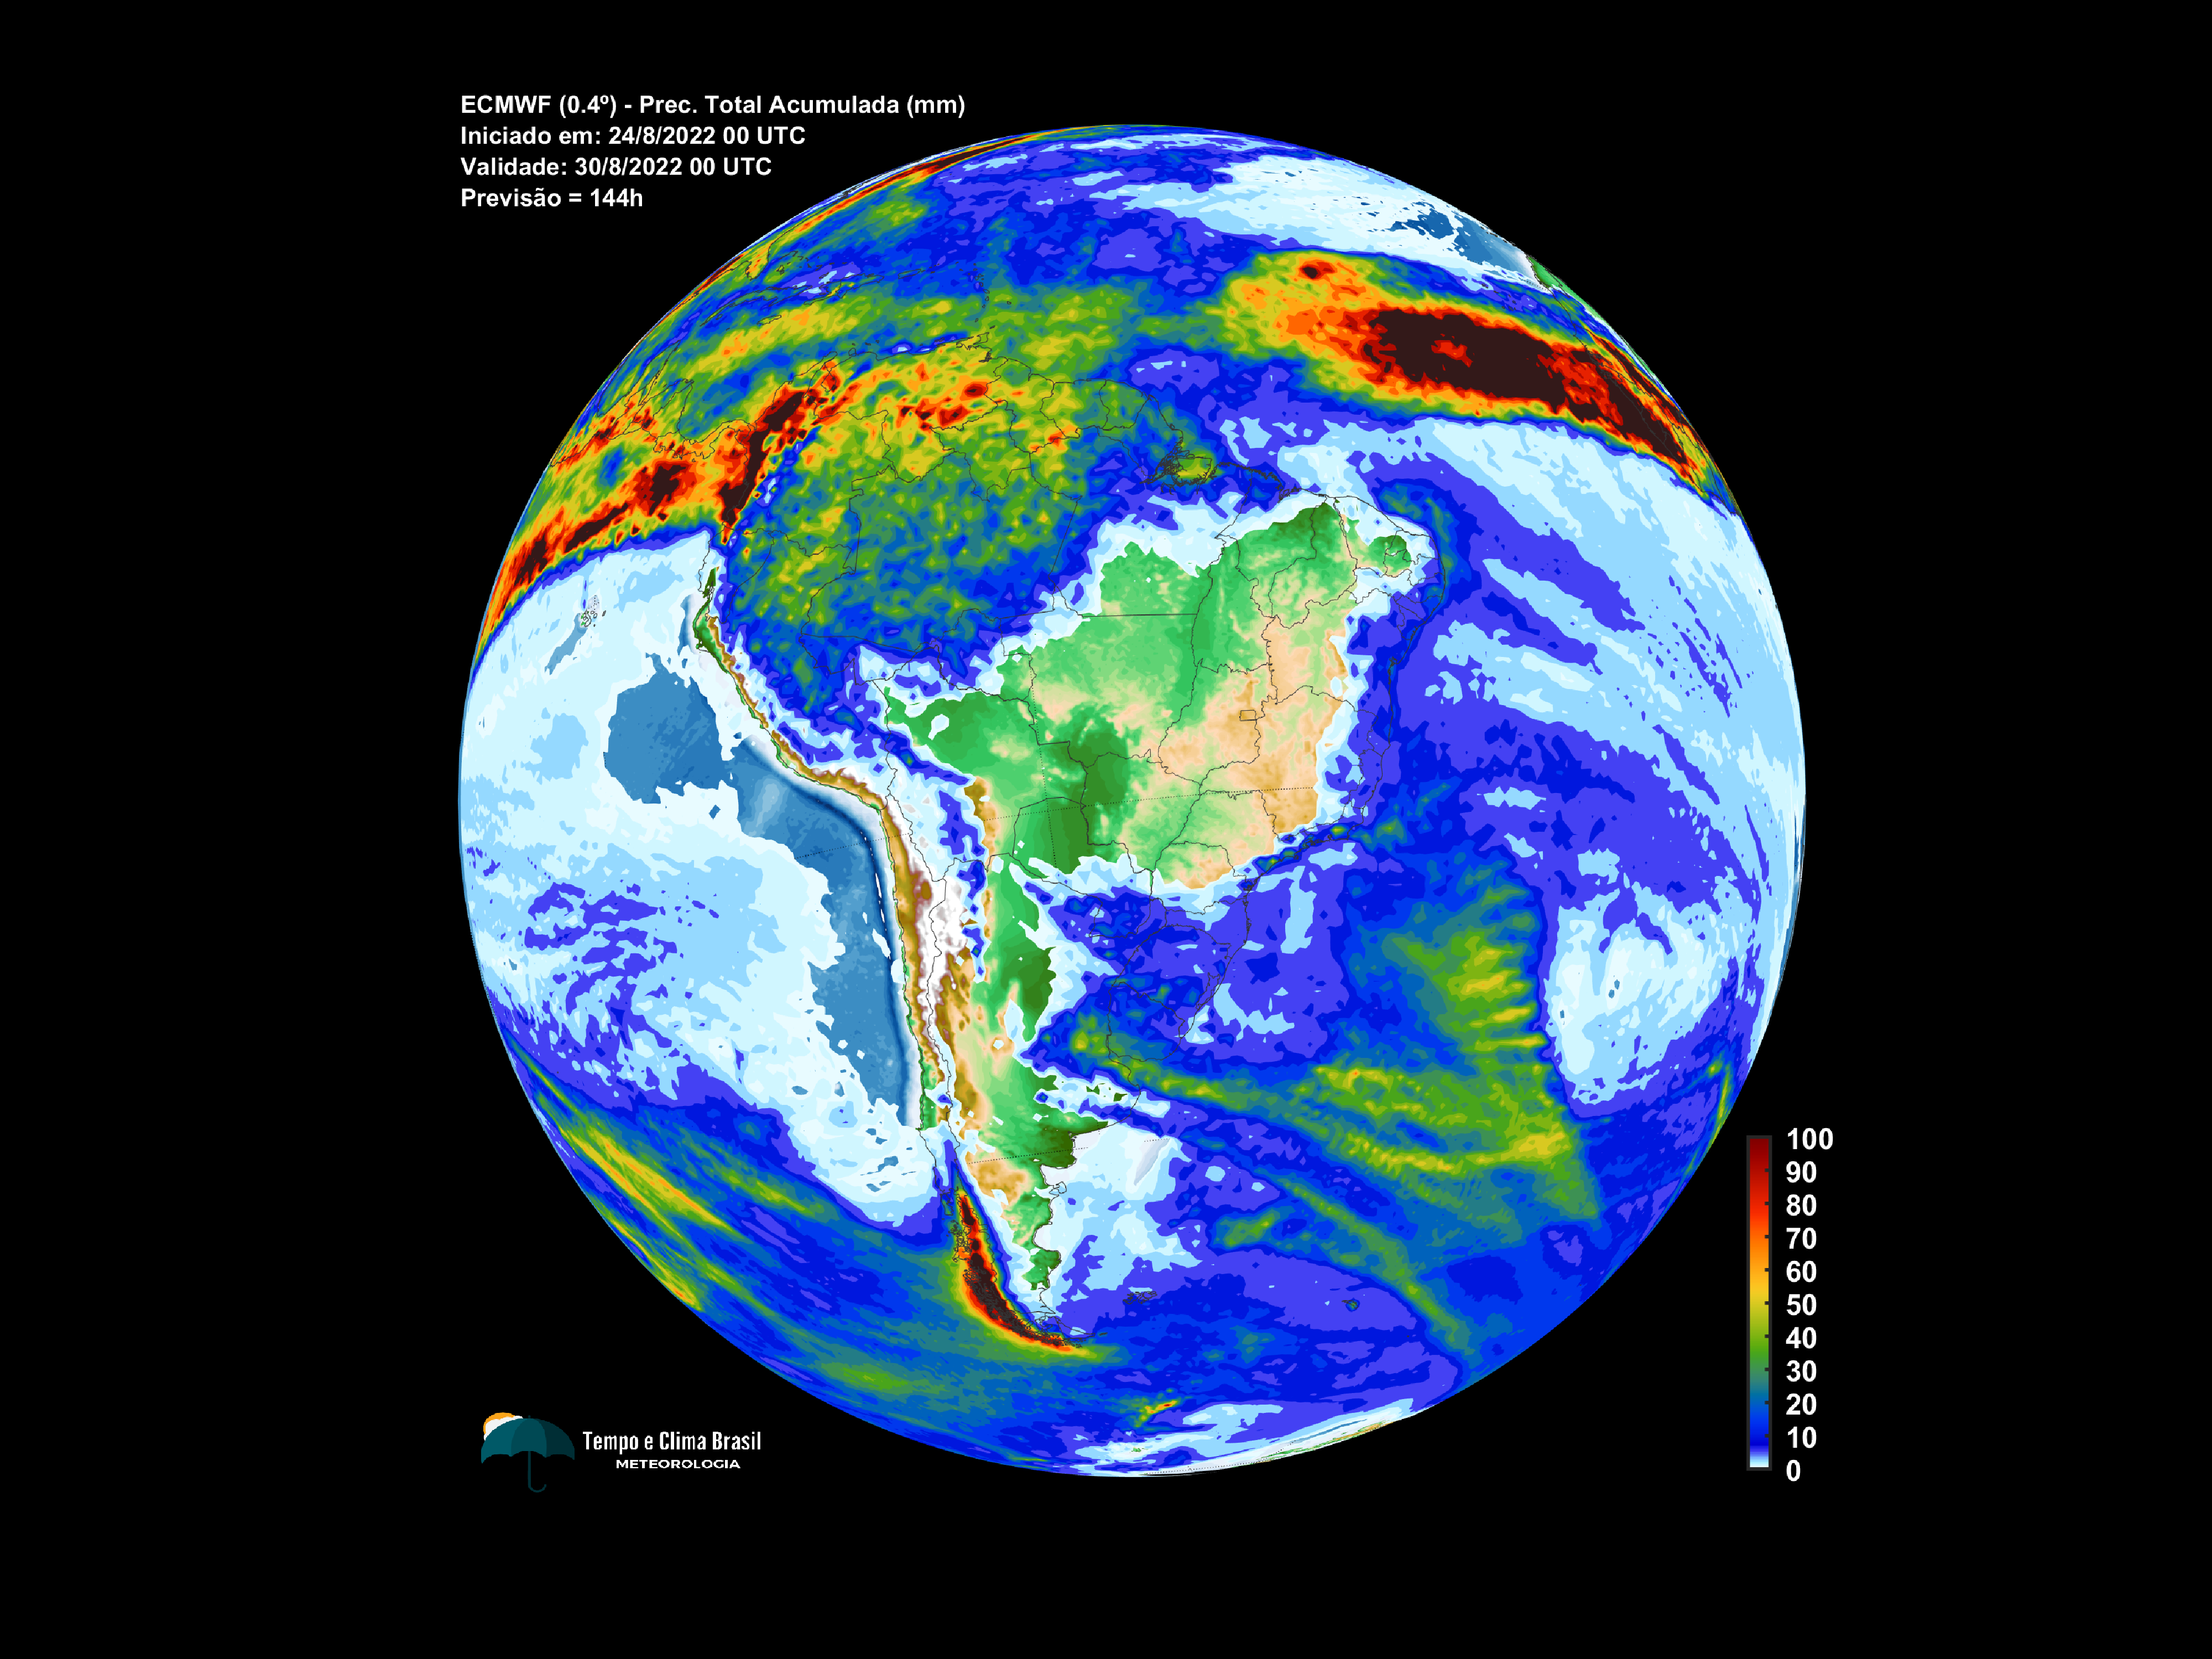 ECMWF (0.4º) - Prec. Total Acumulada (mm)
Iniciado em: 24/8/2022 00 UTC
Validade: 30/8/2022 00 UTC
Previsão = 144h
100
90
80
70
60
50
40
30
20
10
0
Tempo e Clima Brasil
METEOROLOGIA